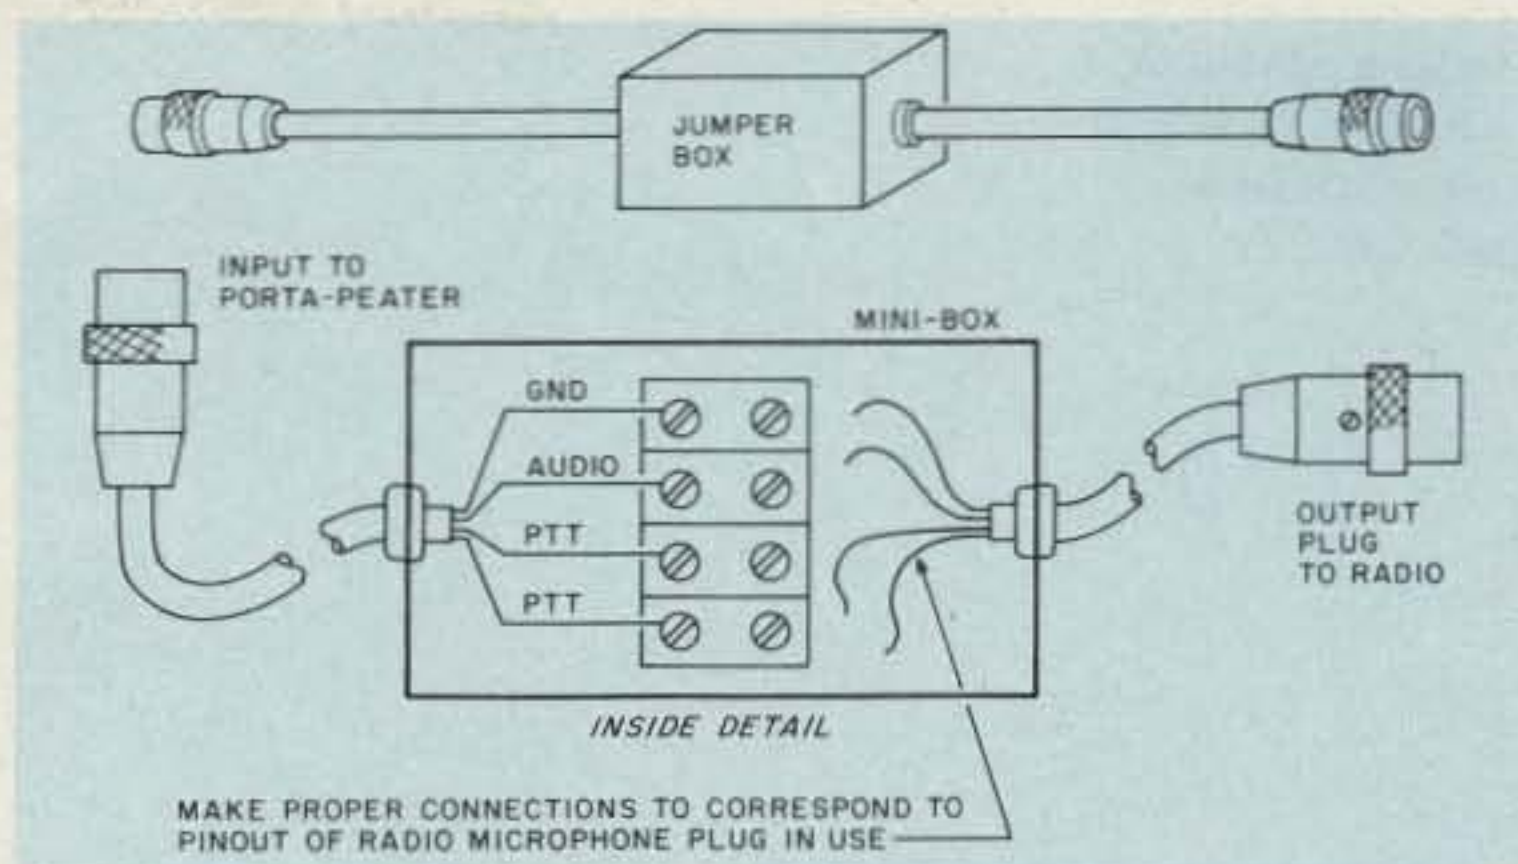 JUMPER
BOX
INPUT TO
PORTA-PEATER
MINI-BOX
GND
AUDIO
PTT
PTT
OUTPUT
PLUG
TO RADIO
INSIDE DETAIL
MAKE PROPER CONNECTIONS TO CORRESPOND TO
PINOUT OF RADIO MICROPHONE PLUG IN USE